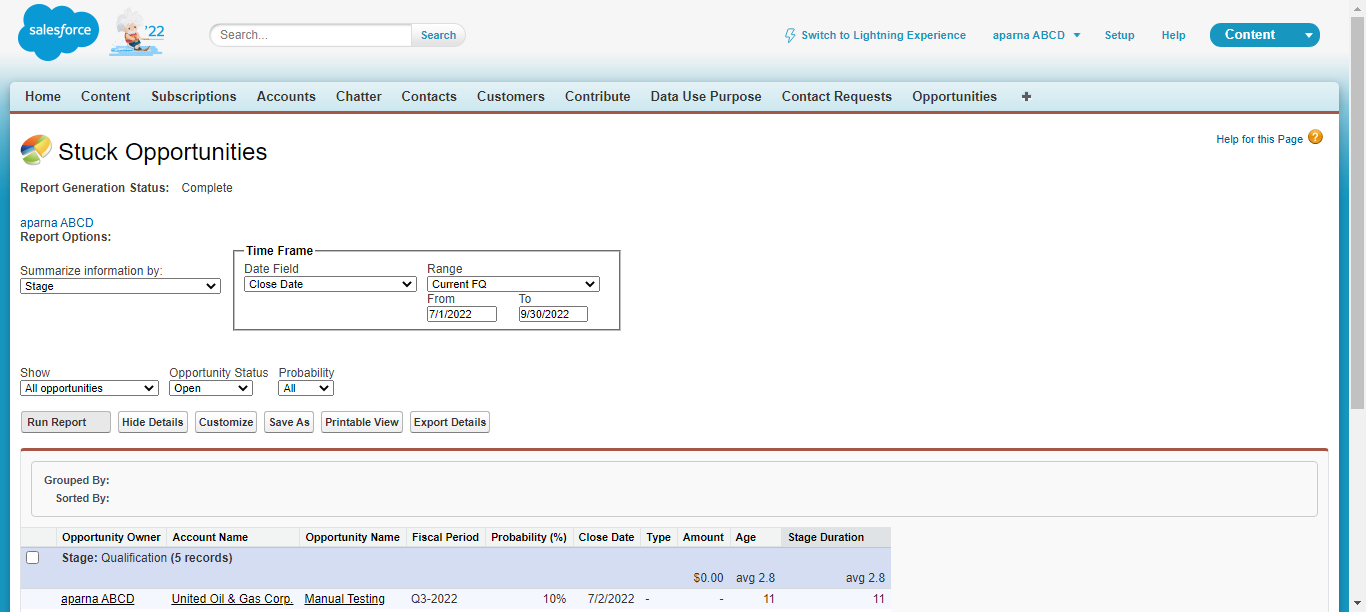 salesforce '22 Search... Search Switch to Lightning Experience aparna ABCD Setup Help Content
Home Content Subscriptions Accounts Chatter Contacts Customers Contribute Data Use Purpose Contact Requests Opportunities +
Help for this Page ?
Stuck Opportunities
Report Generation Status: Complete
aparna ABCD
Report Options:
Time Frame
Summarize information by: Date Field Range
Stage Close Date Current FQ
From To
7/1/2022 9/30/2022
Show Opportunity Status Probability
All opportunities Open All
Run Report Hide Details Customize Save As Printable View Export Details
Grouped By:
Sorted By:
Opportunity Owner Account Name Opportunity Name Fiscal Period Probability (%) Close Date Type Amount Age Stage Duration
Stage: Qualification (5 records)
$0.00 avg 2.8 avg 2.8
aparna ABCD United Oil & Gas Corp. Manual Testing Q3-2022 10% 7/2/2022 - - 11 11